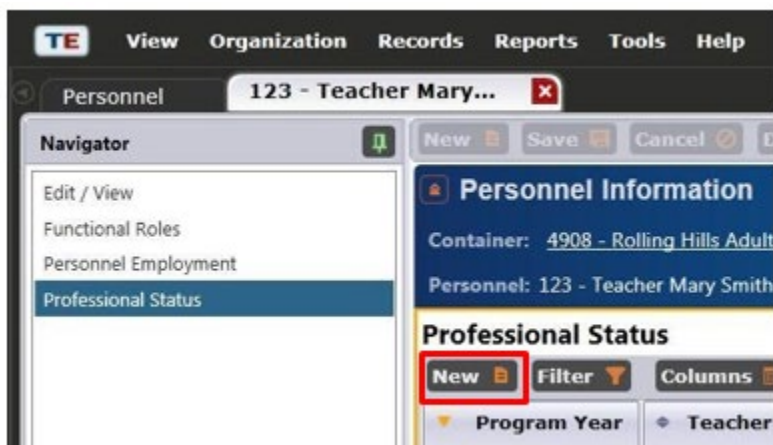 TE View Organization Records Reports Tools Help
Personnel 123 - Teacher Mary...
Navigator
New Save Cancel
Edit / View
Functional Roles
Personnel Employment
Professional Status
Personnel Information
Container: 4908 - Rolling Hills Adult
Personnel: 123 - Teacher Mary Smith
Professional Status
New Filter Columns
Program Year Teacher